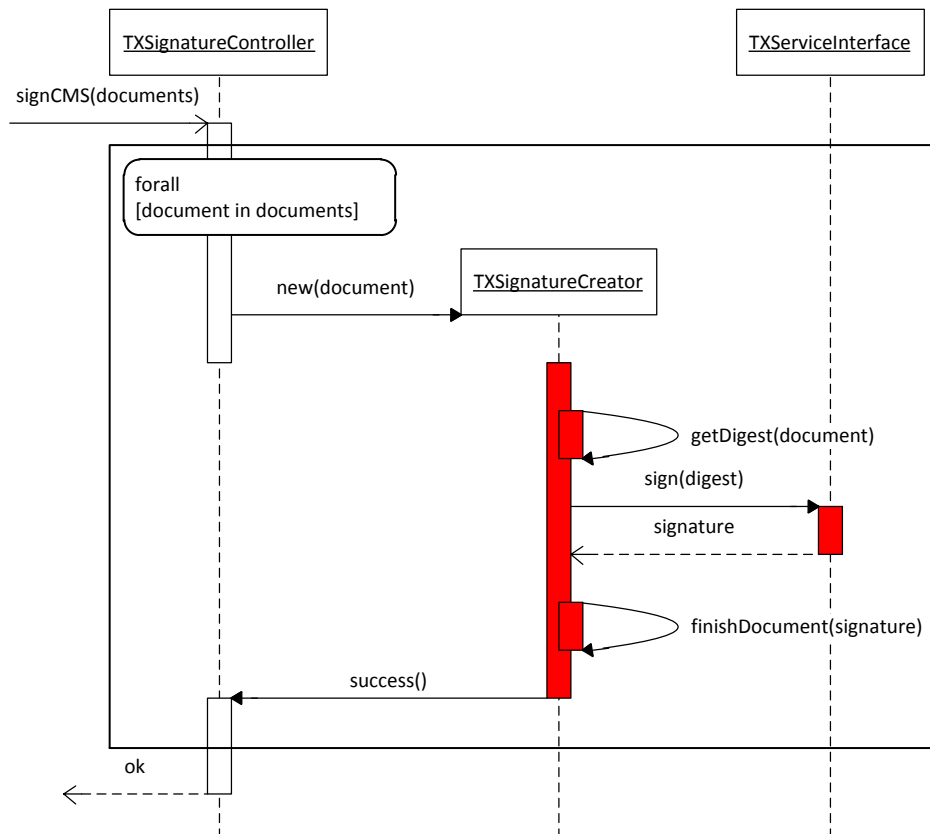 TXSignatureController
TXServiceInterface
signCMS(documents)
forall
[document in documents]
new(document)
TXSignatureCreator
getDigest(document)
sign(digest)
signature
finishDocument(signature)
success()
ok